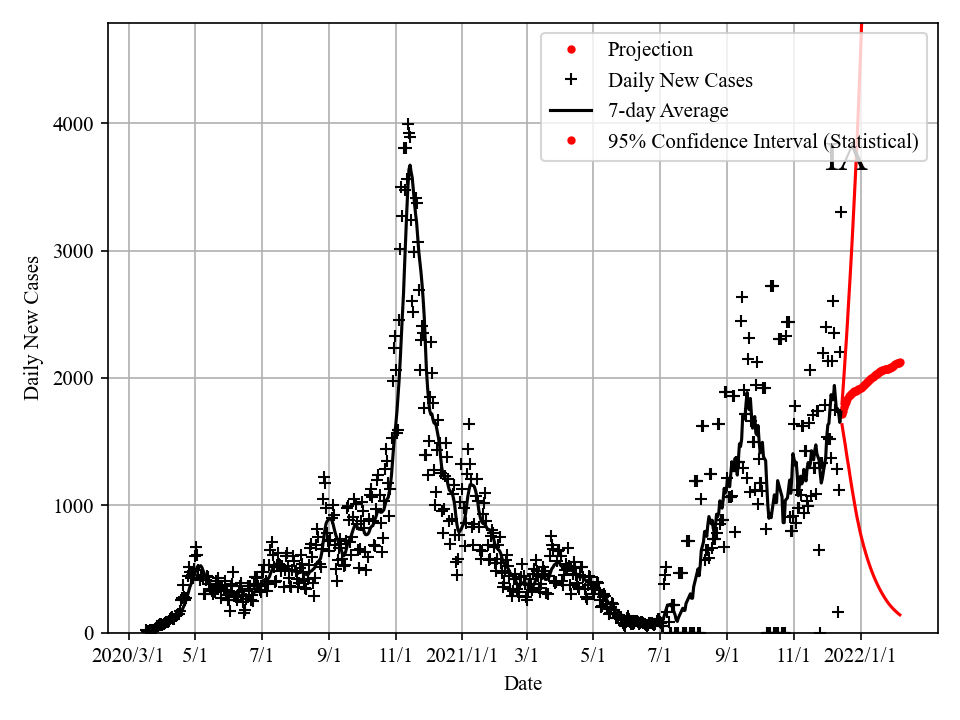 Projection
Daily New Cases
7-day Average
95% Confidence Interval (Statistical)
IA
4000
3000
2000
1000
0
Daily New Cases
2020/3/1 5/1 7/1 9/1 11/1 2021/1/1 3/1 5/1 7/1 9/1 11/1 2022/1/1
Date